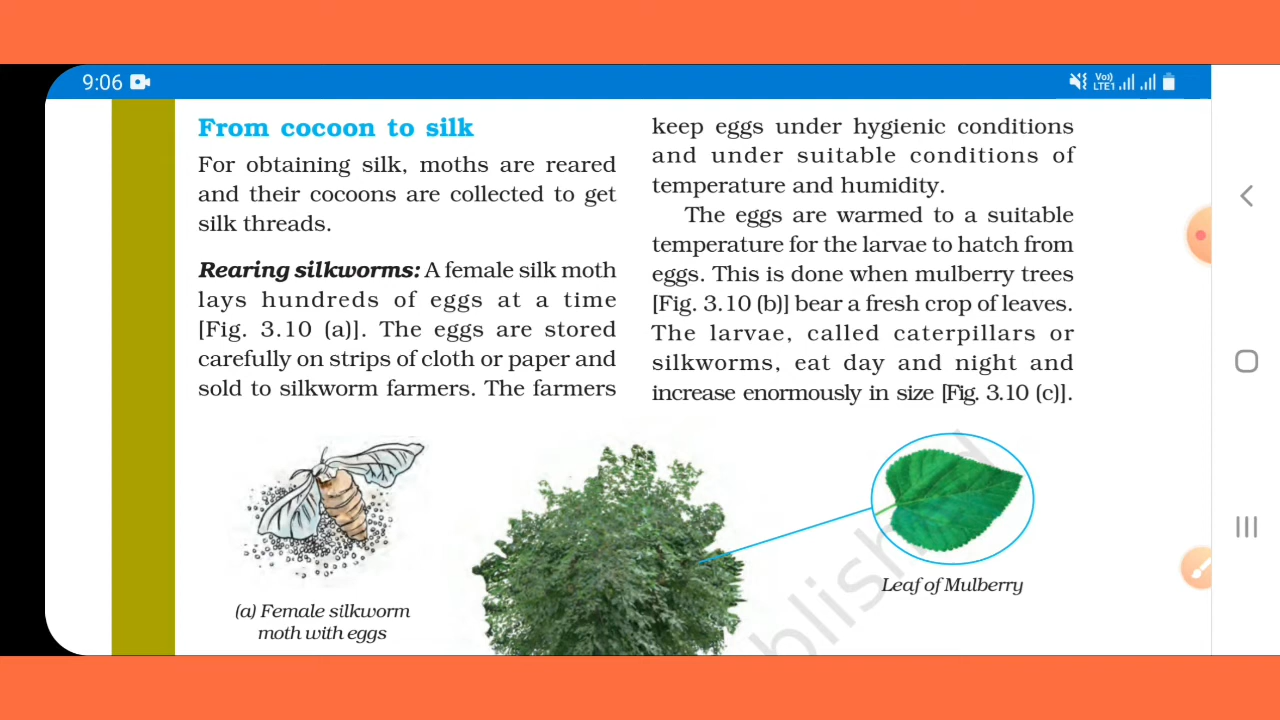 9:06
Vo)) LTE1
From cocoon to silk
For obtaining silk, moths are reared
and their cocoons are collected to get
silk threads.
Rearing silkworms: A female silk moth
lays hundreds of eggs at a time
[Fig. 3.10 (a)]. The eggs are stored
carefully on strips of cloth or paper and
sold to silkworm farmers. The farmers
keep eggs under hygienic conditions
and under suitable conditions of
temperature and humidity.
The eggs are warmed to a suitable
temperature for the larvae to hatch from
eggs. This is done when mulberry trees
[Fig. 3.10 (b)] bear a fresh crop of leaves.
The larvae, called caterpillars or
silkworms, eat day and night and
increase enormously in size [Fig. 3.10 (c)].
(a) Female silkworm
moth with eggs
Leaf of Mulberry